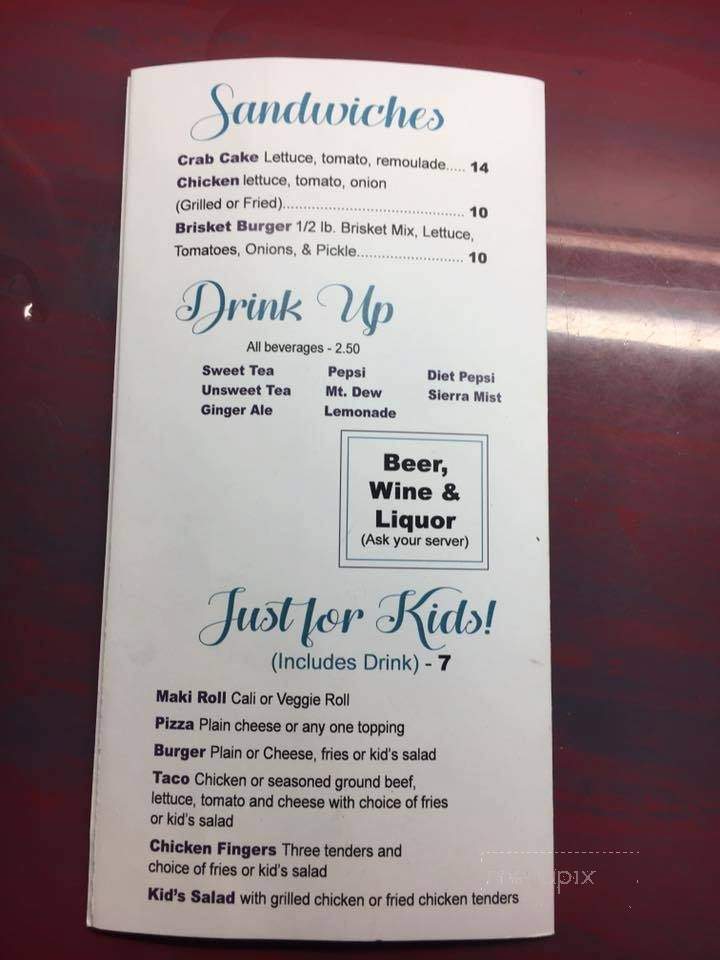 Sandwiches
Crab Cake Lettuce, tomato, remoulade..... 14
Chicken lettuce, tomato, onion
(Grilled or Fried)........................................... 10
Brisket Burger 1/2 lb. Brisket Mix, Lettuce,
Tomatoes, Onions, & Pickle......................... 10
Drink Up
All beverages - 2.50
Sweet Tea Pepsi Diet Pepsi
Unsweet Tea Mt. Dew Sierra Mist
Ginger Ale Lemonade
Beer,
Wine &
Liquor
(Ask your server)
Just for Kids!
(Includes Drink) - 7
Maki Roll Cali or Veggie Roll
Pizza Plain cheese or any one topping
Burger Plain or Cheese, fries or kid's salad
Taco Chicken or seasoned ground beef,
lettuce, tomato and cheese with choice of fries
or kid's salad
Chicken Fingers Three tenders and
choice of fries or kid's salad
Kid's Salad with grilled chicken or fried chicken tenders